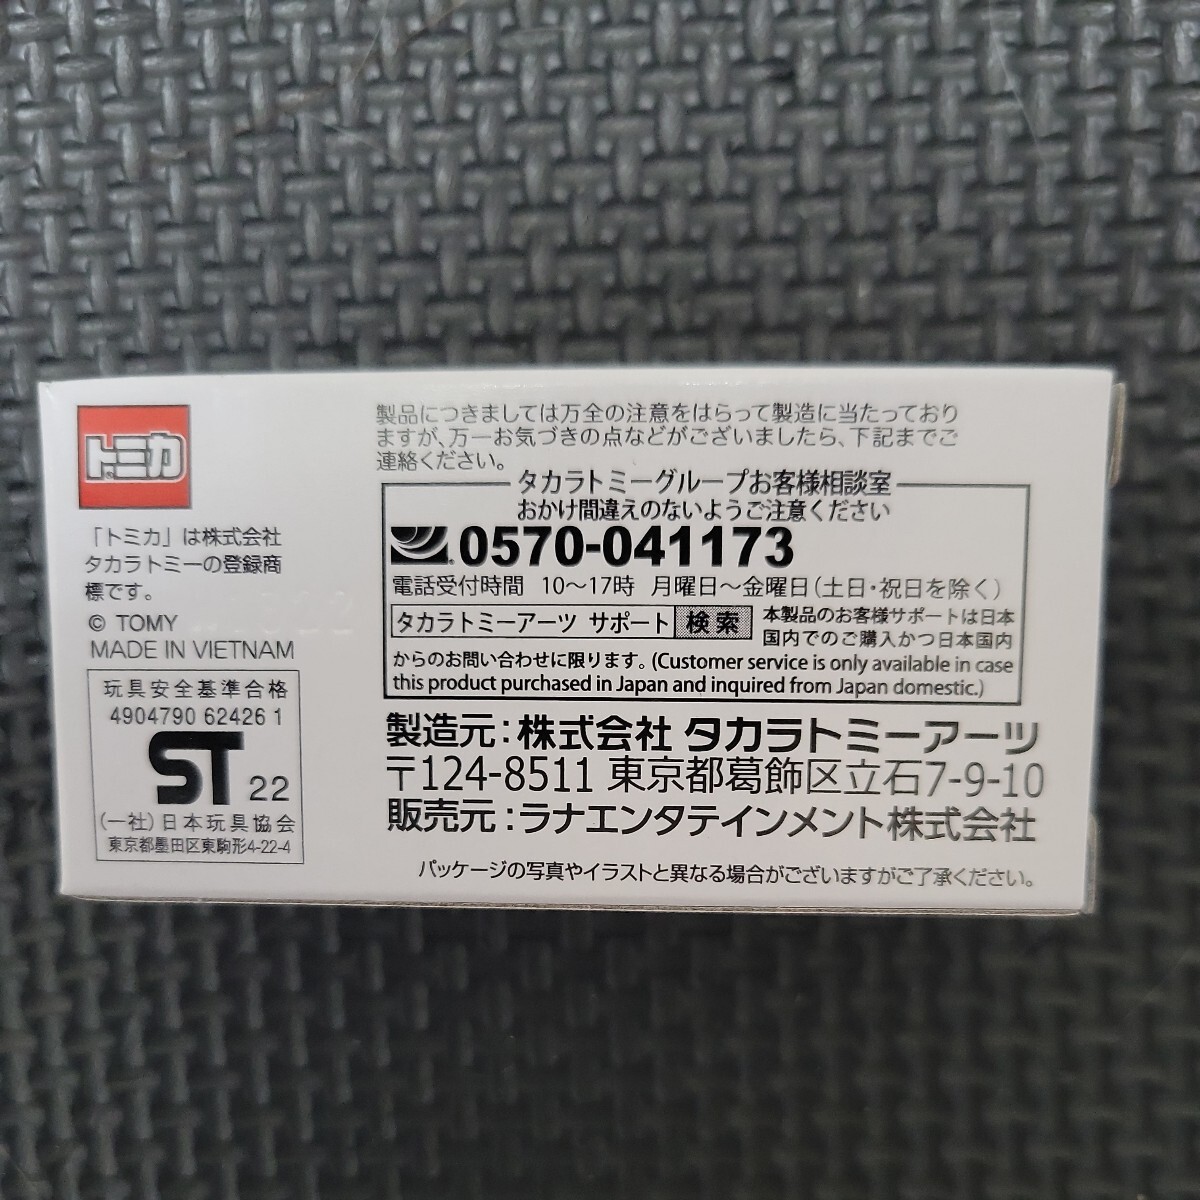 トミカ
「トミカ」は株式会社
タカラトミーの登録商
標です。
© TOMY
MADE IN VIETNAM
玩具安全基準合格
4904790 62426 1
ST 22
(一社)日本玩具協会
東京都墨田区東駒形4-22-4
製品につきましては万全の注意をはらって製造に当たっており
ますが、万一お気づきの点などがございましたら、下記までご
連絡ください。
タカラトミーグループお客様相談室
おかけ間違えのないようご注意ください
0570-041173
電話受付時間 10～17時 月曜日～金曜日(土日・祝日を除く)
タカラトミーアーツ サポート 検索
本製品のお客様サポートは日本
国内でのご購入かつ日本国内
からのお問い合わせに限ります。(Customer service is only available in case
this product purchased in Japan and inquired from Japan domestic.)
製造元:株式会社 タカラトミーアーツ
〒124-8511 東京都葛飾区立石7-9-10
販売元:ラナエンタテインメント株式会社
パッケージの写真やイラストと異なる場合がございますがご了承ください。